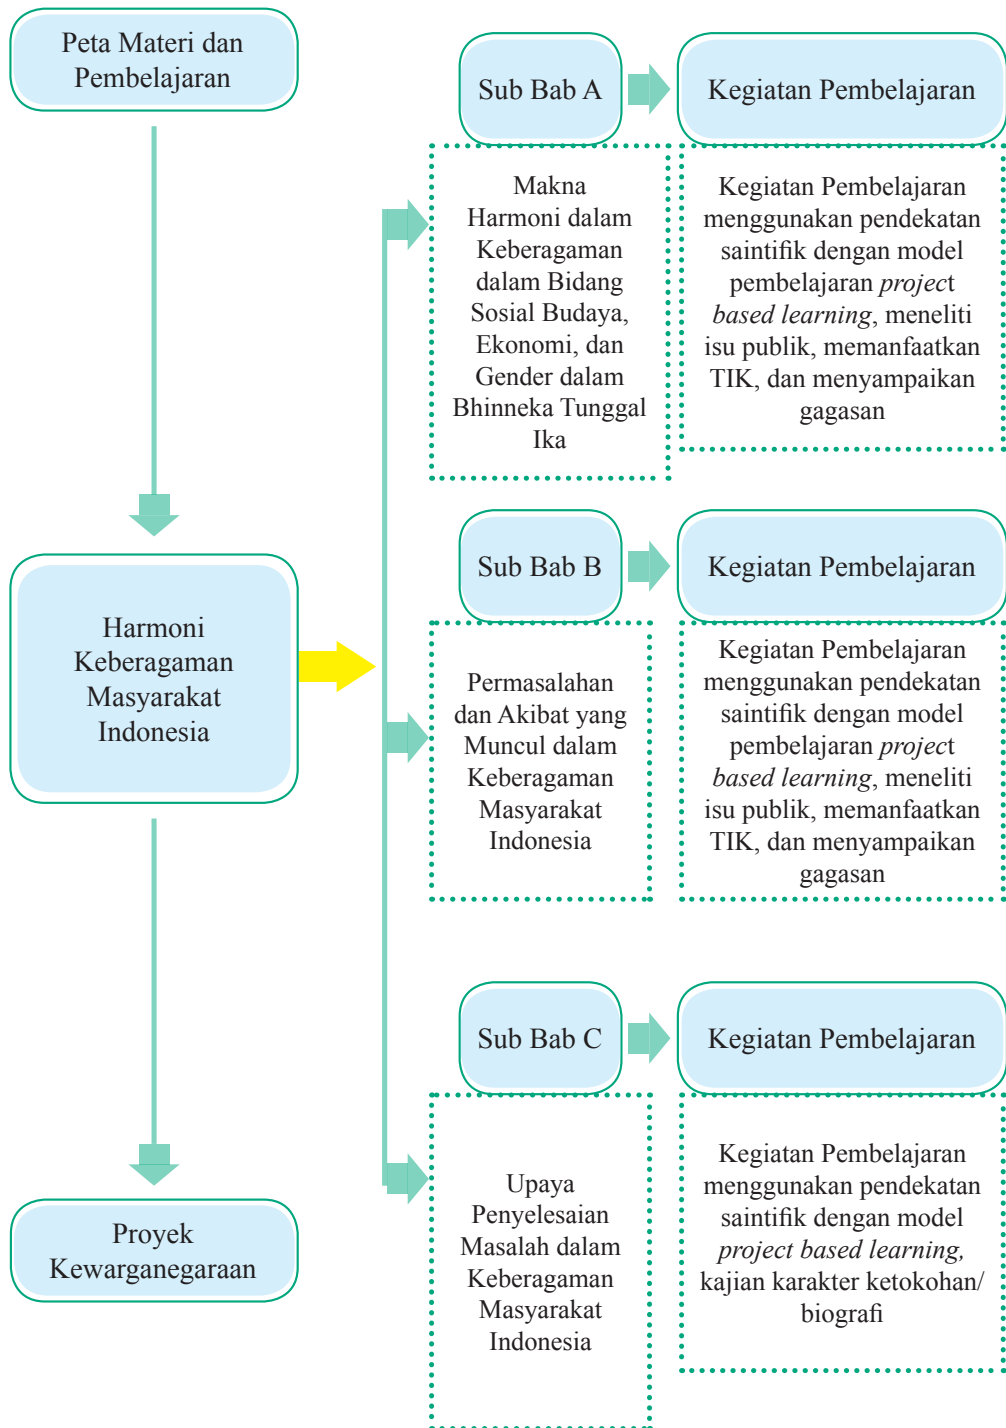 Peta Materi dan
Pembelajaran
Harmoni
Keberagaman
Masyarakat
Indonesia
Proyek
Kewarganegaraan
Sub Bab A
Kegiatan Pembelajaran
Makna
Harmoni dalam
Keberagaman
dalam Bidang
Sosial Budaya,
Ekonomi, dan
Gender dalam
Bhinneka Tunggal
Ika
Kegiatan Pembelajaran
menggunakan pendekatan
saintifik dengan model
pembelajaran project
based learning, meneliti
isu publik, memanfaatkan
TIK, dan menyampaikan
gagasan
Sub Bab B
Kegiatan Pembelajaran
Permasalahan
dan Akibat yang
Muncul dalam
Keberagaman
Masyarakat
Indonesia
Kegiatan Pembelajaran
menggunakan pendekatan
saintifik dengan model
pembelajaran project
based learning, meneliti
isu publik, memanfaatkan
TIK, dan menyampaikan
gagasan
Sub Bab C
Kegiatan Pembelajaran
Upaya
Penyelesaian
Masalah dalam
Keberagaman
Masyarakat
Indonesia
Kegiatan Pembelajaran
menggunakan pendekatan
saintifik dengan model
project based learning,
kajian karakter ketokohan/
biografi